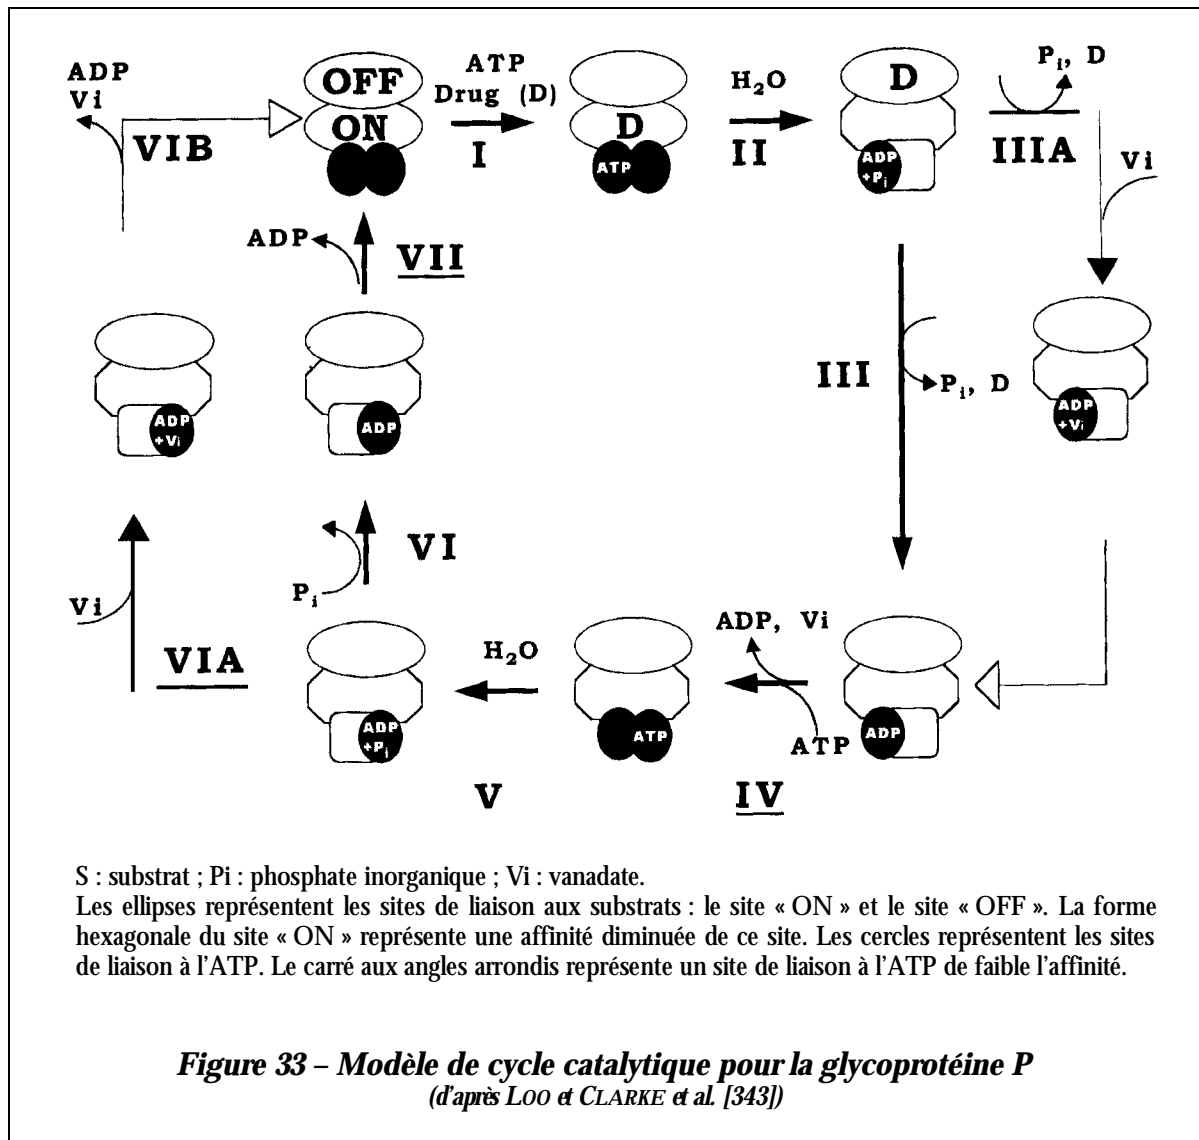 ADP
Vi
VIB
OFF
ON
ATP
Drug (D)
I
D
ATP
H₂O
II
D
ADP
+Pᵢ
Pᵢ, D
IIIA
Vi
ADP
VII
ADP
+Vᵢ
ADP
III
Pᵢ, D
ADP
+Vᵢ
Vi
VIA
Pᵢ
VI
ADP
+Pᵢ
H₂O
V
ATP
ADP, Vi
ATP
IV
ADP
S : substrat ; Pi : phosphate inorganique ; Vi : vanadate.
Les ellipses représentent les sites de liaison aux substrats : le site « ON » et le site « OFF ». La forme
hexagonale du site « ON » représente une affinité diminuée de ce site. Les cercles représentent les sites
de liaison à l'ATP. Le carré aux angles arrondis représente un site de liaison à l'ATP de faible l'affinité.
Figure 33 – Modèle de cycle catalytique pour la glycoprotéine P
(d'après LOO et CLARKE et al. [343])